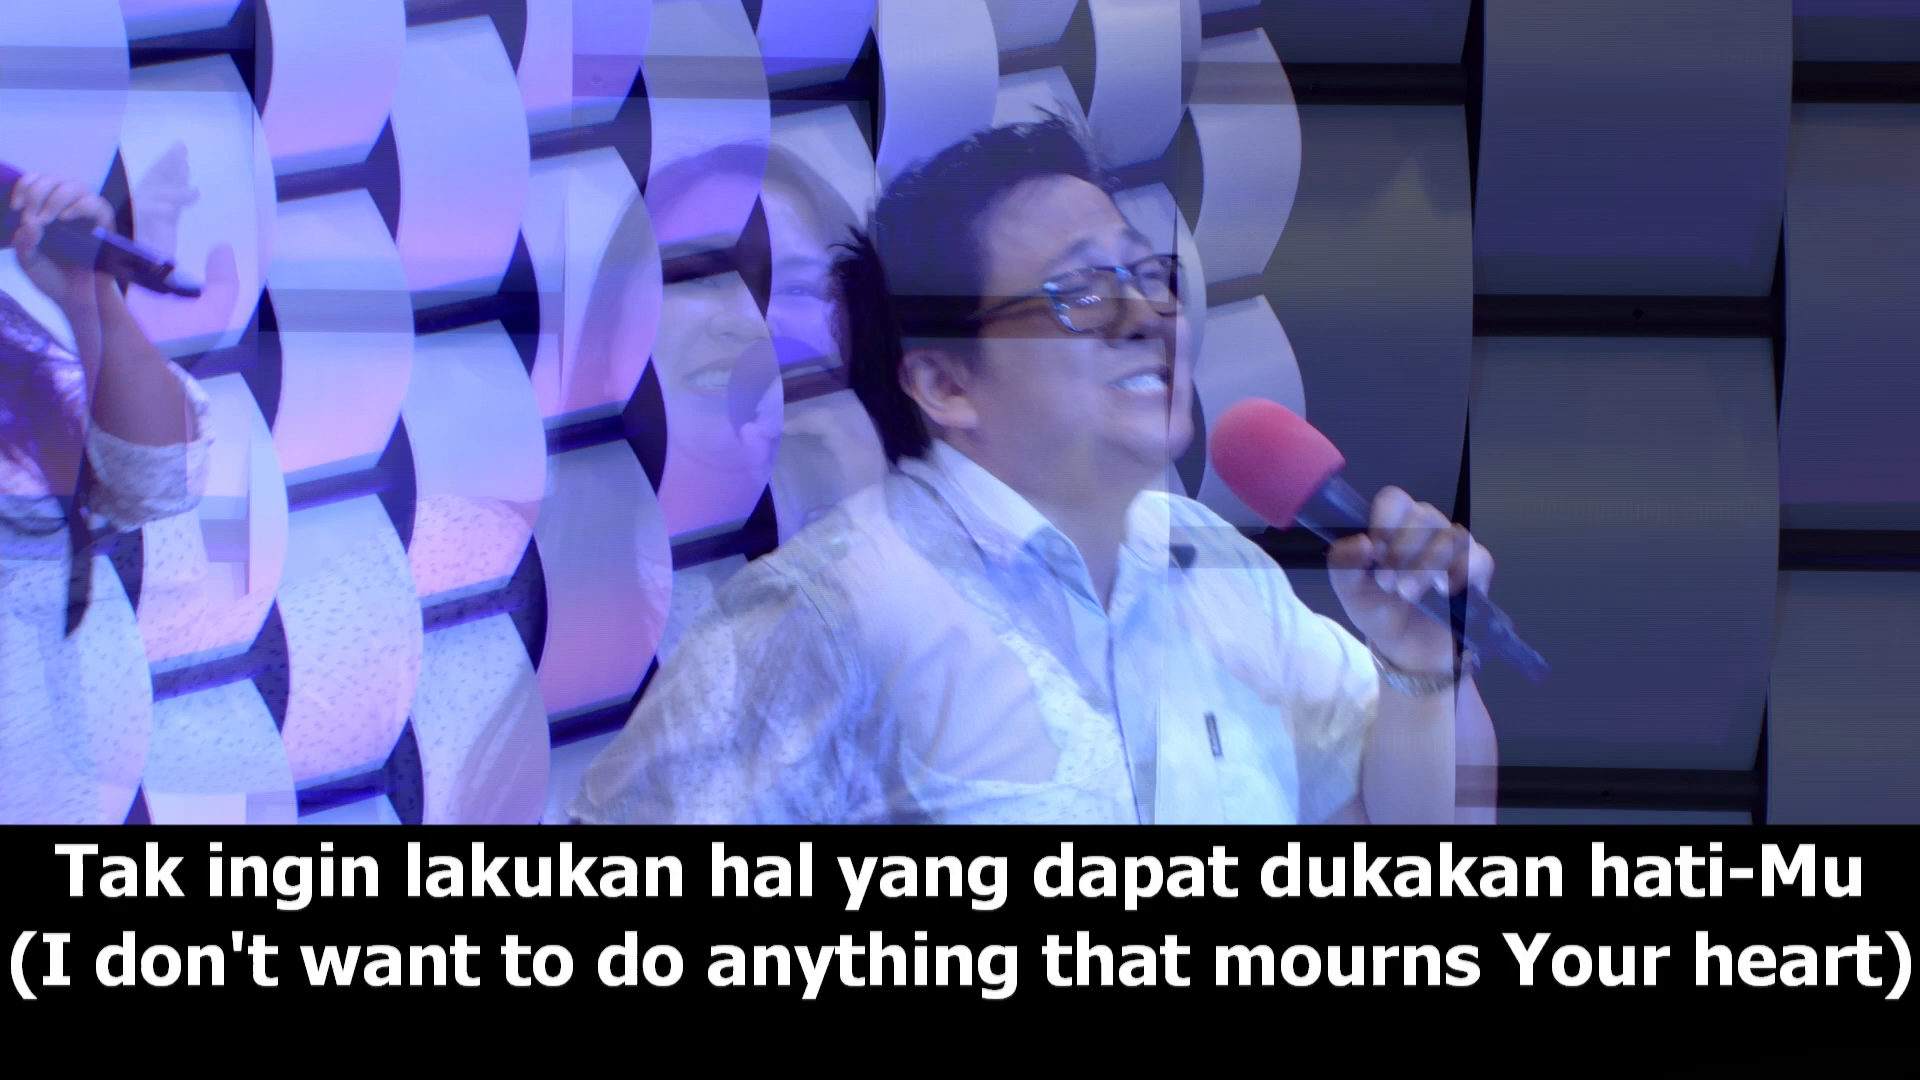 Tak ingin lakukan hal yang dapat dukakan hati-Mu
(I don't want to do anything that mourns Your heart)